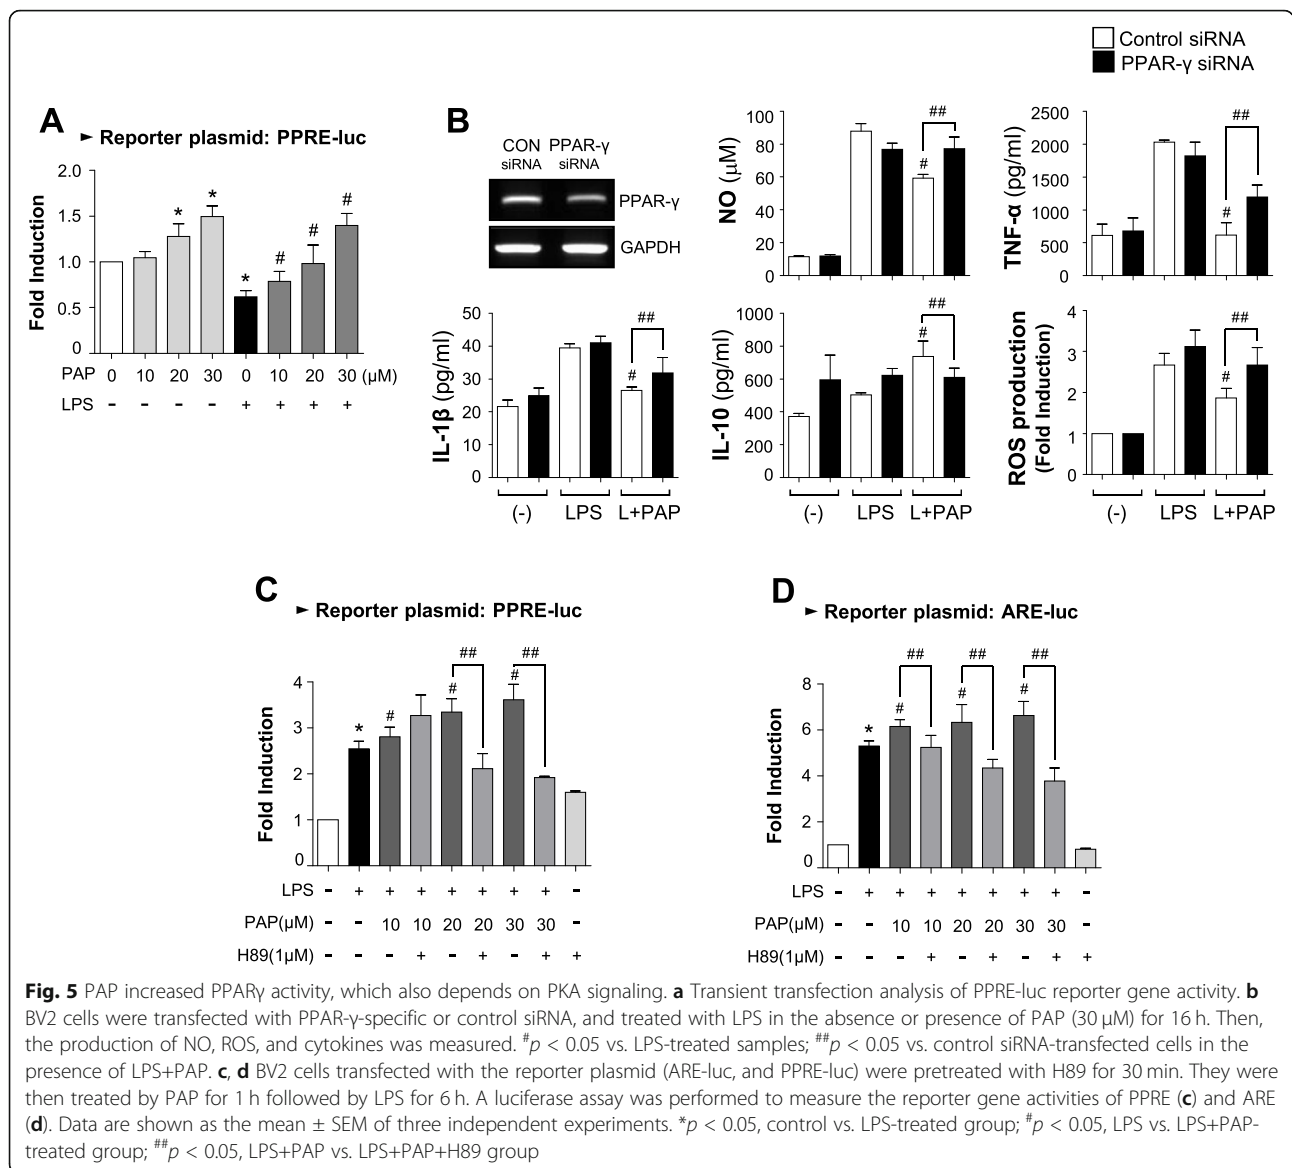 Control siRNA
PPAR-γ siRNA
A
► Reporter plasmid: PPRE-luc
Fold Induction
2.0
1.5
1.0
0.5
0
* * * # # #
PAP 0 10 20 30 0 10 20 30 (μM)
LPS - - - - + + + +
B
CON PPAR-γ
siRNA siRNA
PPAR-γ
GAPDH
NO (μM)
100
80
60
40
20
0
#
##
TNF-α (pg/ml)
2500
2000
1500
1000
500
0
#
##
IL-1β (pg/ml)
50
40
30
20
10
0
#
##
(-) LPS L+PAP
IL-10 (pg/ml)
1000
800
600
400
200
0
#
##
(-) LPS L+PAP
ROS production
(Fold Induction)
4
3
2
1
0
#
##
(-) LPS L+PAP
C
► Reporter plasmid: PPRE-luc
Fold Induction
4
3
2
1
0
* # # #
## ##
LPS - + + + + + + + -
PAP(μM) - - 10 10 20 20 30 30 -
H89(1μM) - - - + - + - + +
D
► Reporter plasmid: ARE-luc
Fold Induction
8
6
4
2
0
* # # #
## ## ##
LPS - + + + + + + + -
PAP(μM) - - 10 10 20 20 30 30 -
H89(1μM) - - - + - + - + +
Fig. 5 PAP increased PPARγ activity, which also depends on PKA signaling. a Transient transfection analysis of PPRE-luc reporter gene activity. b
BV2 cells were transfected with PPAR-γ-specific or control siRNA, and treated with LPS in the absence or presence of PAP (30 μM) for 16 h. Then,
the production of NO, ROS, and cytokines was measured. #p < 0.05 vs. LPS-treated samples; ##p < 0.05 vs. control siRNA-transfected cells in the
presence of LPS+PAP. c, d BV2 cells transfected with the reporter plasmid (ARE-luc, and PPRE-luc) were pretreated with H89 for 30 min. They were
then treated by PAP for 1 h followed by LPS for 6 h. A luciferase assay was performed to measure the reporter gene activities of PPRE (c) and ARE
(d). Data are shown as the mean ± SEM of three independent experiments. *p < 0.05, control vs. LPS-treated group; #p < 0.05, LPS vs. LPS+PAP-
treated group; ##p < 0.05, LPS+PAP vs. LPS+PAP+H89 group